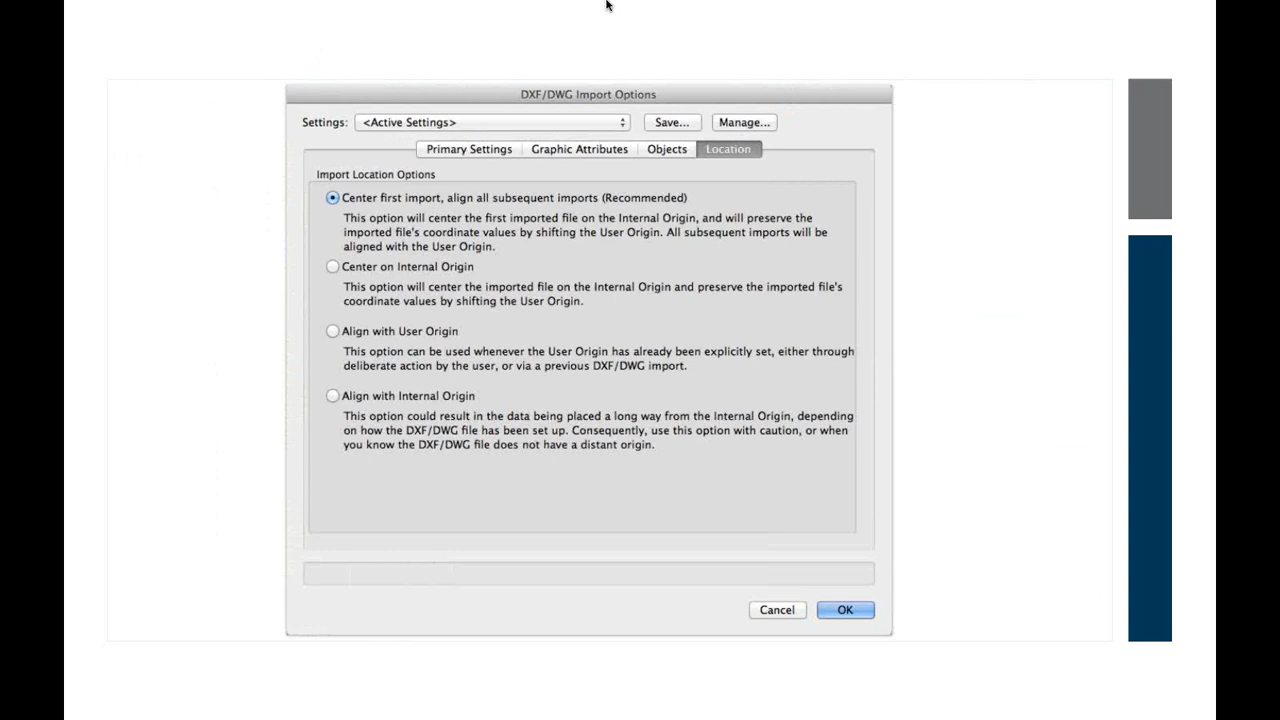 DXF/DWG Import Options
Settings: <Active Settings> Save... Manage...
Primary Settings Graphic Attributes Objects Location
Import Location Options
Center first import, align all subsequent imports (Recommended)
This option will center the first imported file on the Internal Origin, and will preserve the
imported file's coordinate values by shifting the User Origin. All subsequent imports will be
aligned with the User Origin.
Center on Internal Origin
This option will center the imported file on the Internal Origin and preserve the imported file's
coordinate values by shifting the User Origin.
Align with User Origin
This option can be used whenever the User Origin has already been explicitly set, either through
deliberate action by the user, or via a previous DXF/DWG import.
Align with Internal Origin
This option could result in the data being placed a long way from the Internal Origin, depending
on how the DXF/DWG file has been set up. Consequently, use this option with caution, or when
you know the DXF/DWG file does not have a distant origin.
Cancel OK